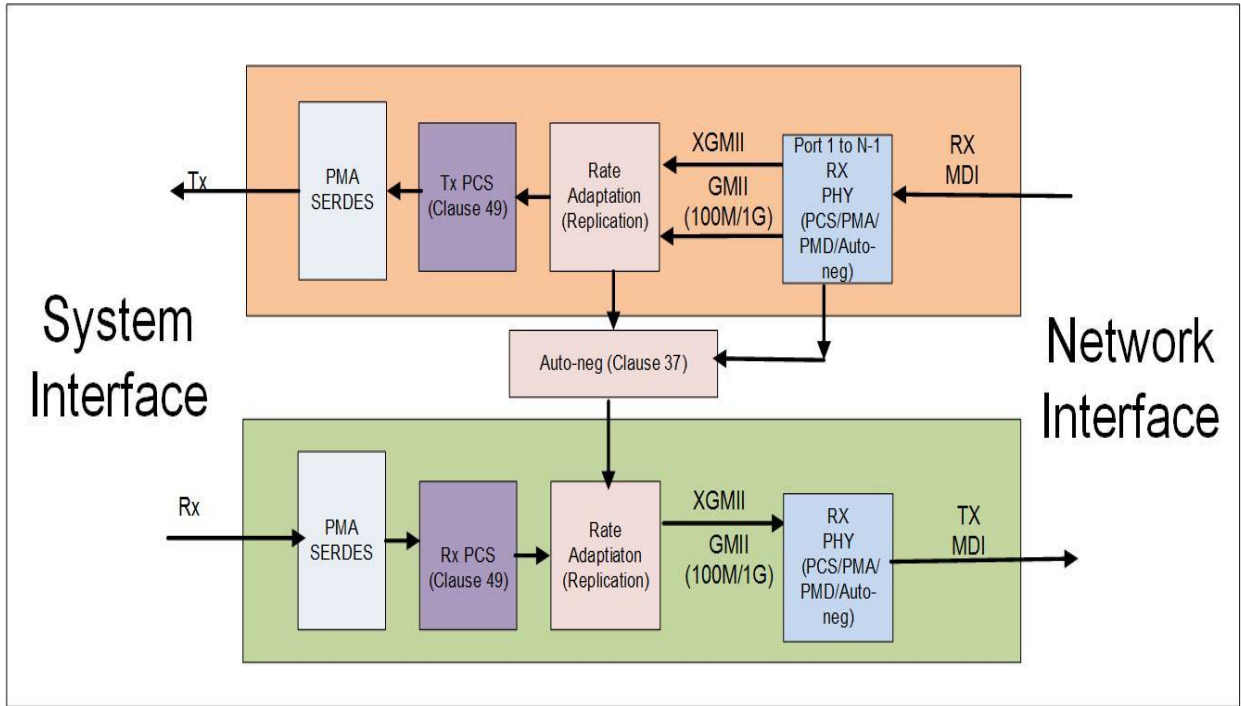 System
Interface
Tx
PMA
SERDES
Tx PCS
(Clause 49)
Rate
Adaptation
(Replication)
XGMII
GMII
(100M/1G)
Port 1 to N-1
RX
PHY
(PCS/PMA/
PMD/Auto-
neg)
RX
MDI
Auto-neg (Clause 37)
Network
Interface
Rx
PMA
SERDES
Rx PCS
(Clause 49)
Rate
Adaptiaton
(Replication)
XGMII
GMII
(100M/1G)
RX
PHY
(PCS/PMA/
PMD/Auto-
neg)
TX
MDI